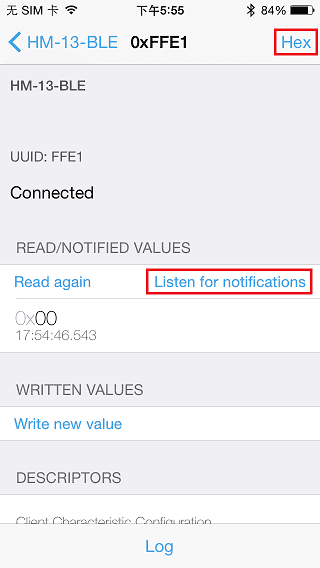 无 SIM 卡 下午5:55 84%
HM-13-BLE 0xFFE1 Hex
HM-13-BLE
UUID: FFE1
Connected
READ/NOTIFIED VALUES
Read again Listen for notifications
0x00
17:54:46.543
WRITTEN VALUES
Write new value
DESCRIPTORS
Client Characteristic Configuration
Log